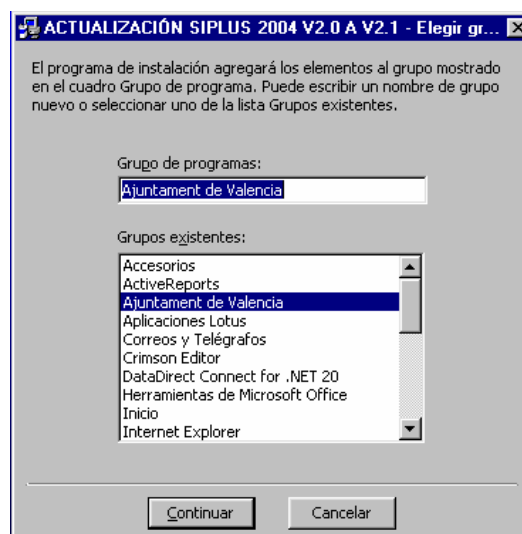 ACTUALIZACIÓN SIPLUS 2004 V2.0 A V2.1 - Elegir gr...
El programa de instalación agregará los elementos al grupo mostrado
en el cuadro Grupo de programa. Puede escribir un nombre de grupo
nuevo o seleccionar uno de la lista Grupos existentes.
Grupo de programas:
Ajuntament de Valencia
Grupos existentes:
Accesorios
ActiveReports
Ajuntament de Valencia
Aplicaciones Lotus
Correos y Telégrafos
Crimson Editor
DataDirect Connect for .NET 20
Herramientas de Microsoft Office
Inicio
Internet Explorer
Continuar Cancelar